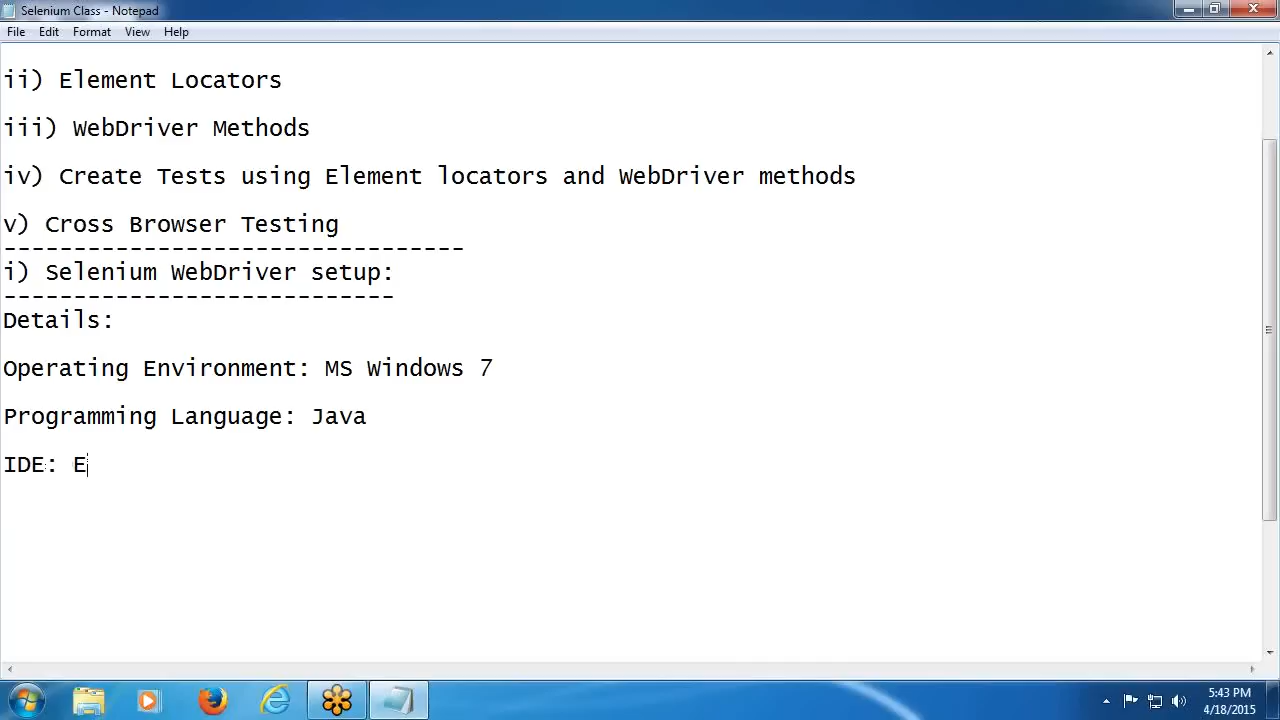 Selenium Class - Notepad
File Edit Format View Help
ii) Element Locators
iii) WebDriver Methods
iv) Create Tests using Element locators and WebDriver methods
v) Cross Browser Testing
---------------------------------
i) Selenium WebDriver setup:
----------------------------
Details:
Operating Environment: MS Windows 7
Programming Language: Java
IDE: E
5:43 PM
4/18/2015